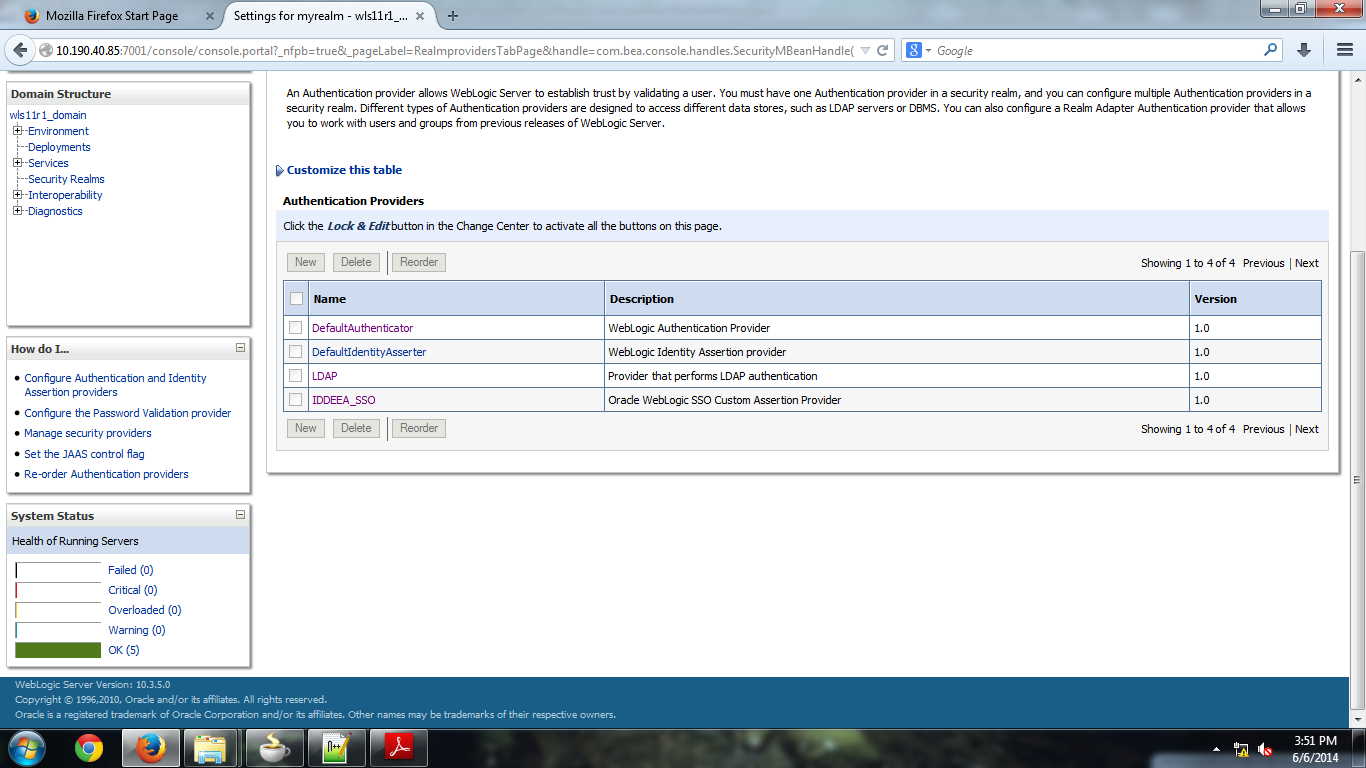 Mozilla Firefox Start Page
Settings for myrealm - wls11r1_...
10.190.40.85:7001/console/console.portal?_nfpb=true&_pageLabel=RealmprovidersTabPage&handle=com.bea.console.handles.SecurityMBeanHandle(
Google
Domain Structure
wls11r1_domain
Environment
Deployments
Services
Security Realms
Interoperability
Diagnostics
How do I...
Configure Authentication and Identity
Assertion providers
Configure the Password Validation provider
Manage security providers
Set the JAAS control flag
Re-order Authentication providers
System Status
Health of Running Servers
Failed (0)
Critical (0)
Overloaded (0)
Warning (0)
OK (5)
An Authentication provider allows WebLogic Server to establish trust by validating a user. You must have one Authentication provider in a security realm, and you can configure multiple Authentication providers in a
security realm. Different types of Authentication providers are designed to access different data stores, such as LDAP servers or DBMS. You can also configure a Realm Adapter Authentication provider that allows
you to work with users and groups from previous releases of WebLogic Server.
Customize this table
Authentication Providers
Click the Lock & Edit button in the Change Center to activate all the buttons on this page.
New Delete Reorder Showing 1 to 4 of 4 Previous | Next
Name Description Version
DefaultAuthenticator WebLogic Authentication Provider 1.0
DefaultIdentityAsserter WebLogic Identity Assertion provider 1.0
LDAP Provider that performs LDAP authentication 1.0
IDDEEA_SSO Oracle WebLogic SSO Custom Assertion Provider 1.0
New Delete Reorder Showing 1 to 4 of 4 Previous | Next
WebLogic Server Version: 10.3.5.0
Copyright © 1996,2010, Oracle and/or its affiliates. All rights reserved.
Oracle is a registered trademark of Oracle Corporation and/or its affiliates. Other names may be trademarks of their respective owners.
3:51 PM
6/6/2014